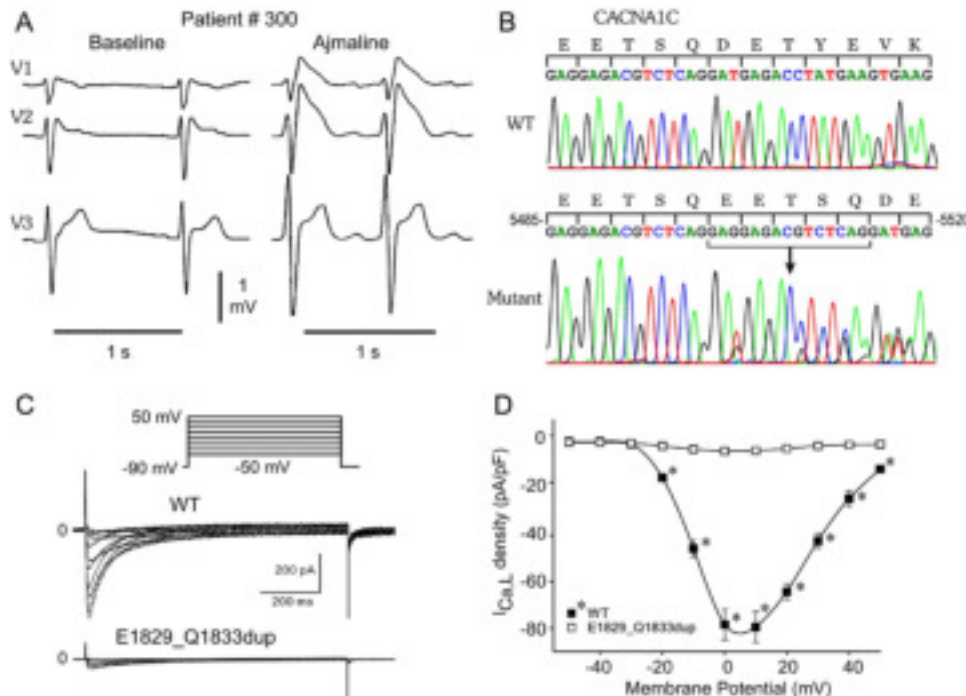 A
Patient # 300
Baseline
Ajmaline
V1
V2
V3
1
mV
1 s
1 s
B
CACNA1C
E E T S Q D E T Y E V K
GAGGAGACGTCTCAGGATGAGACCTATGAAGTGAAG
WT
E E T S Q E E T S Q D E
5485-
-5520
GAGGAGACGTCTCAGGAGGAGACGTCTCAGGATGAG
Mutant
C
50 mV
-90 mV
-50 mV
WT
0
200 pA
200 ms
E1829_Q1833dup
0
D
0
-20
-40
-60
-80
I Ca,L density (pA/pF)
* WT
E1829_Q1833dup
-40 -20 0 20 40
Membrane Potential (mV)